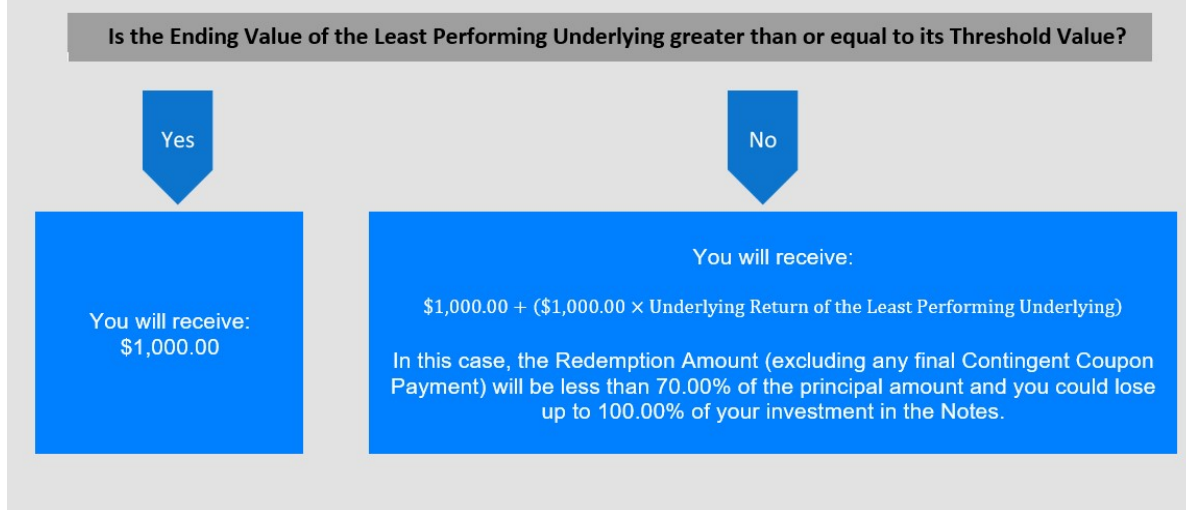 Is the Ending Value of the Least Performing Underlying greater than or equal to its Threshold Value?
Yes
No
You will receive:
$1,000.00
You will receive:
$1,000.00 + ($1,000.00 × Underlying Return of the Least Performing Underlying)
In this case, the Redemption Amount (excluding any final Contingent Coupon
Payment) will be less than 70.00% of the principal amount and you could lose
up to 100.00% of your investment in the Notes.